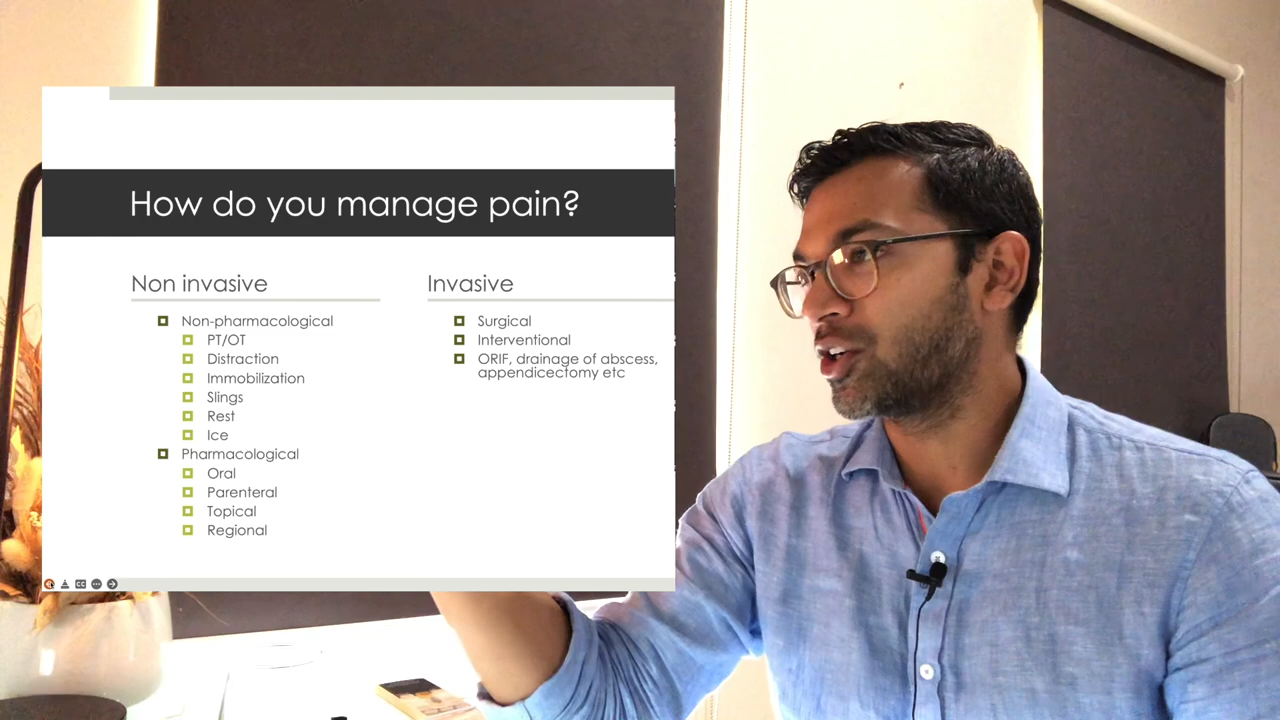 How do you manage pain?
Non invasive
Non-pharmacological
PT/OT
Distraction
Immobilization
Slings
Rest
Ice
Pharmacological
Oral
Parenteral
Topical
Regional
Invasive
Surgical
Interventional
ORIF, drainage of abscess,
appendicectomy etc